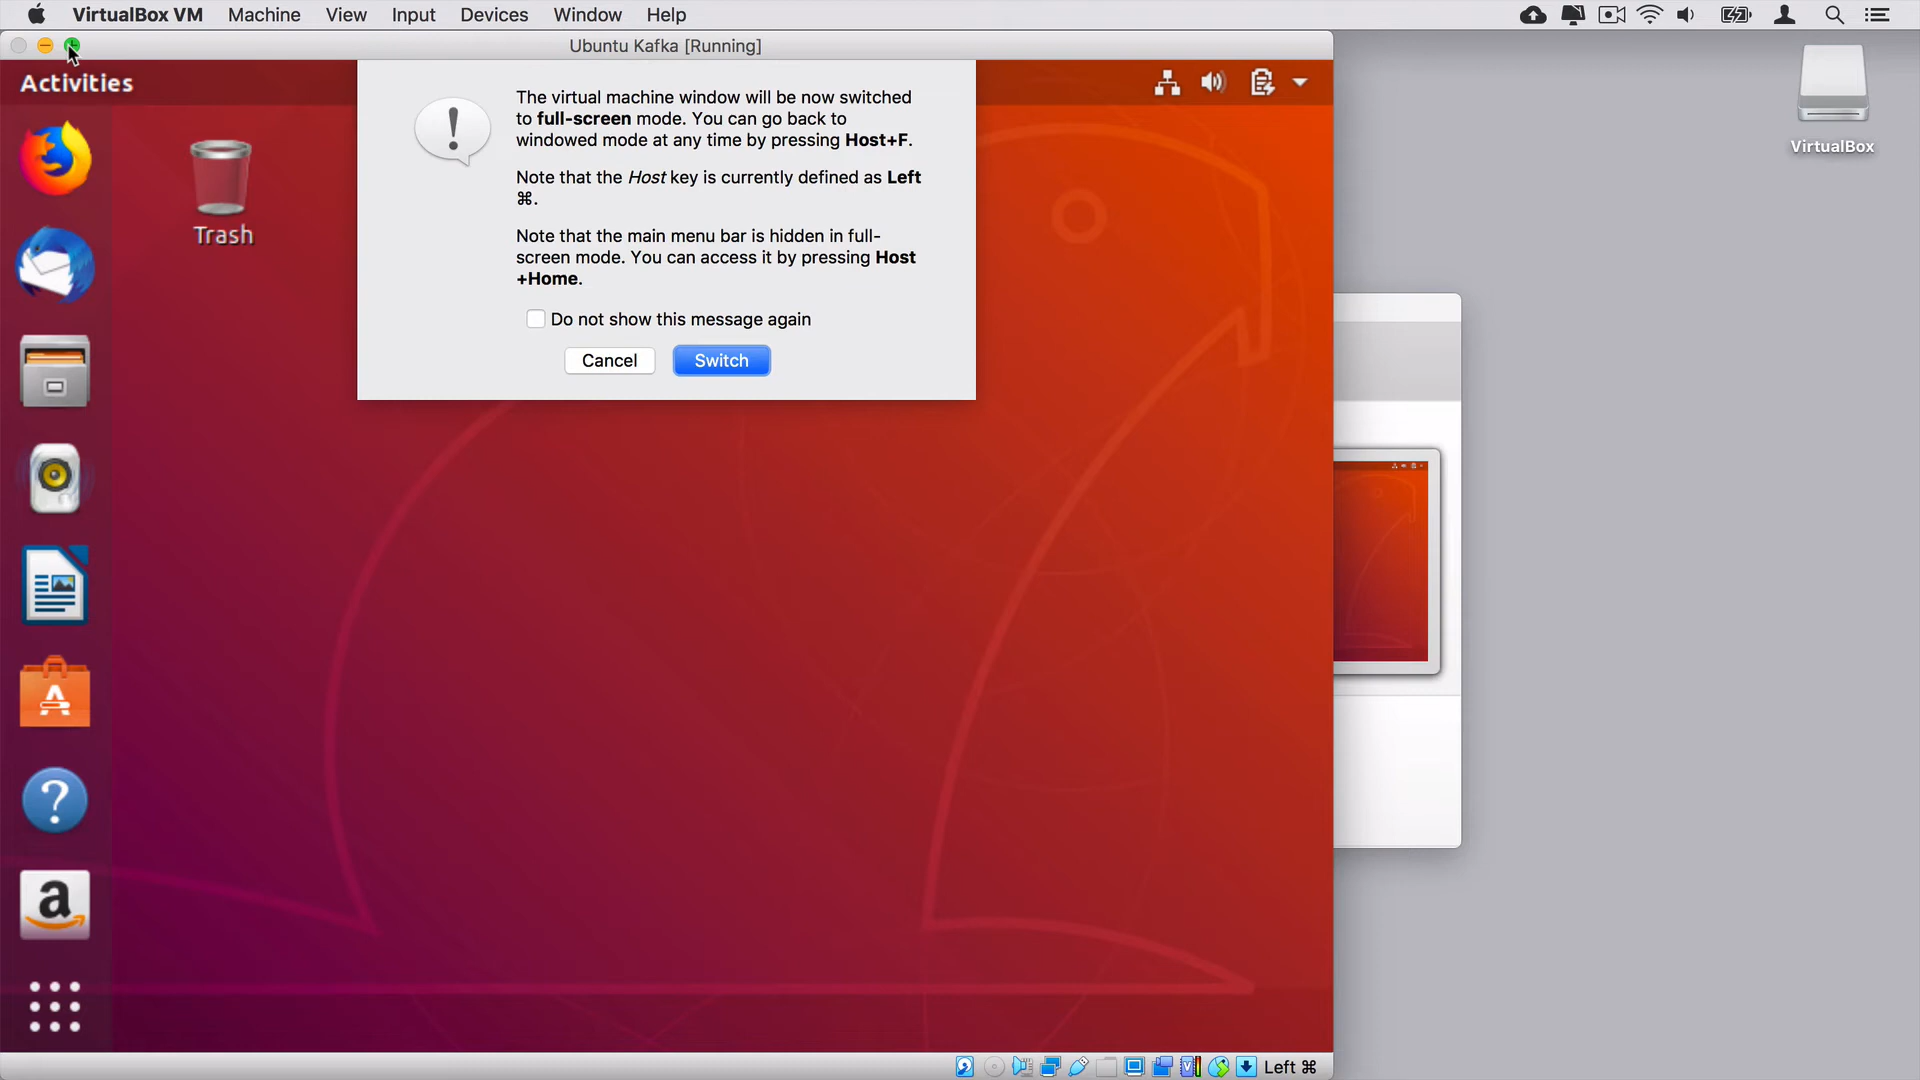 VirtualBox VM Machine View Input Devices Window Help
Ubuntu Kafka [Running]
Activities
The virtual machine window will be now switched
to full-screen mode. You can go back to
windowed mode at any time by pressing Host+F.
Note that the Host key is currently defined as Left
⌘.
Note that the main menu bar is hidden in full-
screen mode. You can access it by pressing Host
+Home.
Do not show this message again
Cancel Switch
Trash
VirtualBox
Left ⌘